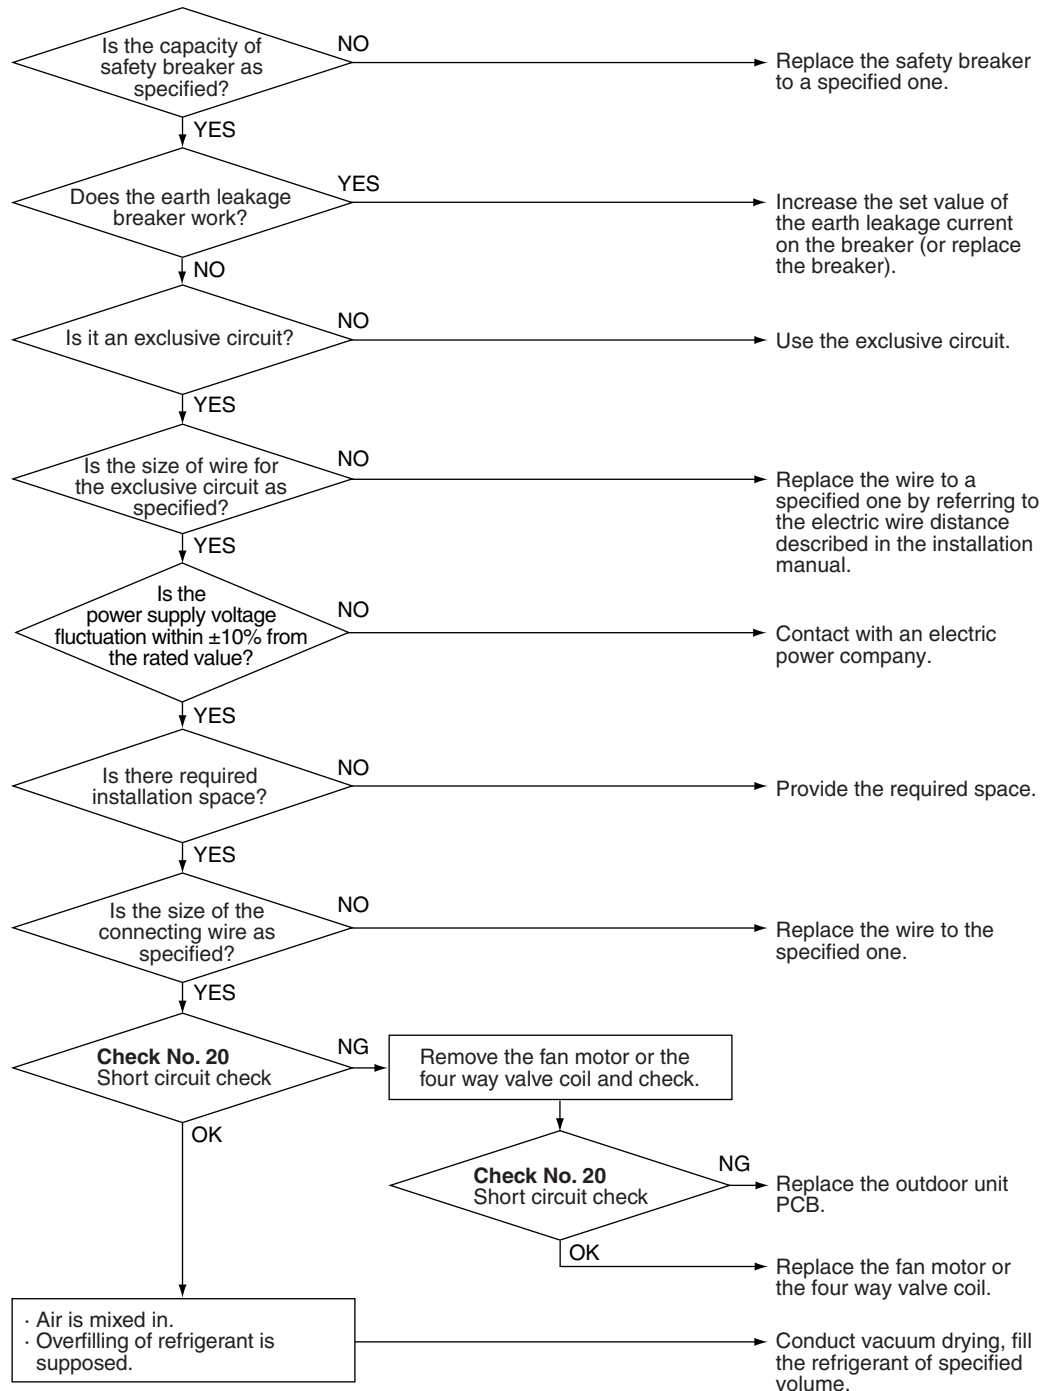 Is the capacity of
safety breaker as
specified?
NO
Replace the safety breaker
to a specified one.
YES
Does the earth leakage
breaker work?
YES
Increase the set value of
the earth leakage current
on the breaker (or replace
the breaker).
NO
Is it an exclusive circuit?
NO
Use the exclusive circuit.
YES
Is the size of wire for
the exclusive circuit as
specified?
NO
Replace the wire to a
specified one by referring to
the electric wire distance
described in the installation
manual.
YES
Is the
power supply voltage
fluctuation within ±10% from
the rated value?
NO
Contact with an electric
power company.
YES
Is there required
installation space?
NO
Provide the required space.
YES
Is the size of the
connecting wire as
specified?
NO
Replace the wire to the
specified one.
YES
Check No. 20
Short circuit check
NG
Remove the fan motor or the
four way valve coil and check.
OK
Check No. 20
Short circuit check
NG
Replace the outdoor unit
PCB.
OK
Replace the fan motor or
the four way valve coil.
· Air is mixed in.
· Overfilling of refrigerant is
supposed.
Conduct vacuum drying, fill
the refrigerant of specified
volume.